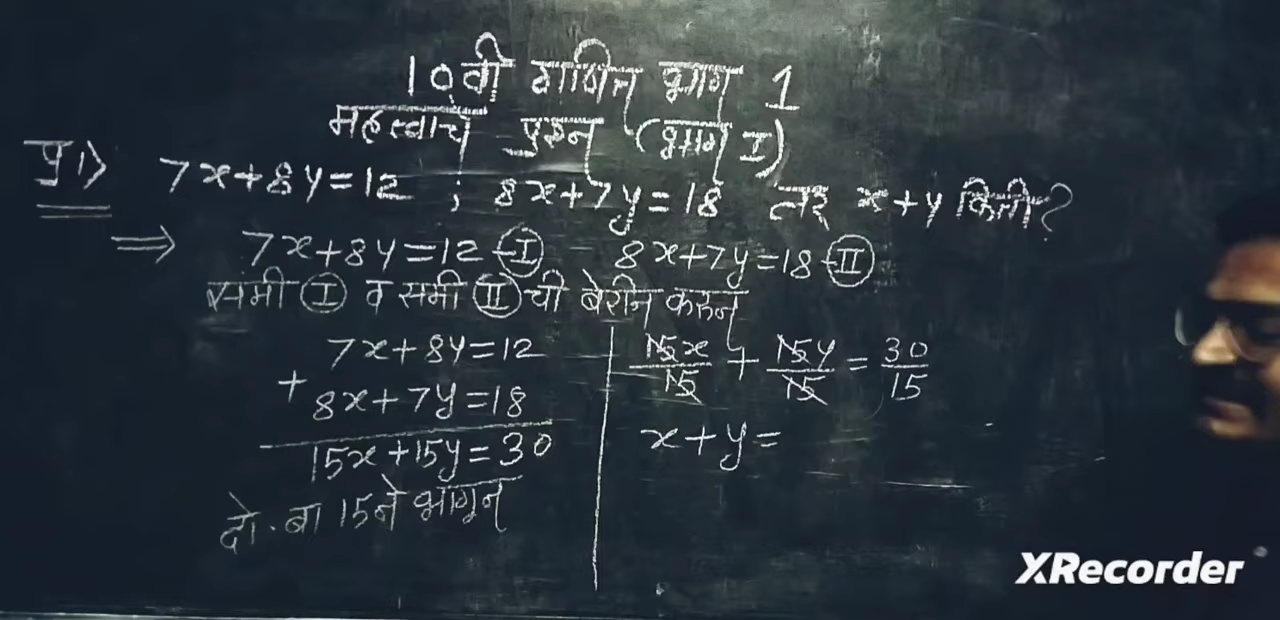 10वी गणित भाग 1
महत्त्वाचे प्रश्न (भाग I)
प्र1) 7x+8y=12 ; 8x+7y=18 तर x+y किती?
⇒ 7x+8y=12 -Ⓘ - 8x+7y=18 -Ⓘ︎Ⓘ
समी Ⓘ व समी (II) ची बेरीज करुन
7x+8y=12
+ 8x+7y=18
15x+15y=30
दो. बा 15ने भागून
15x/15 + 15y/15 = 30/15
x+y=
XRecorder